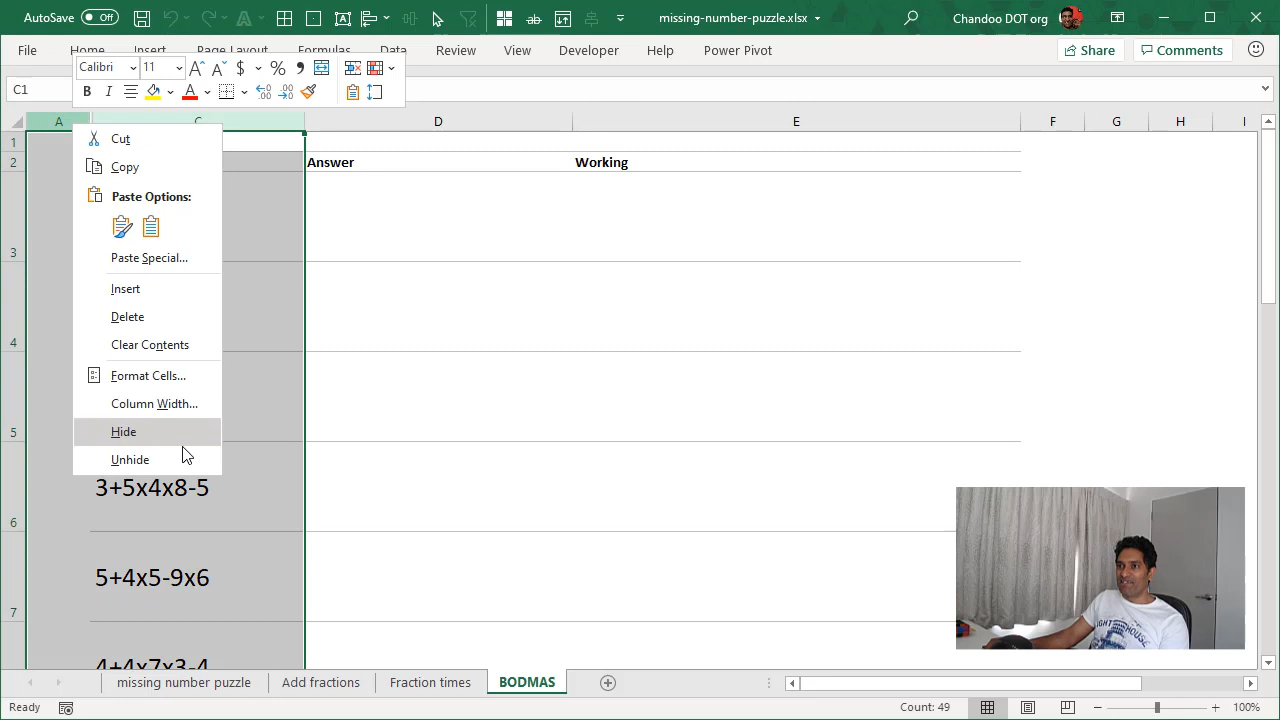 AutoSave Off missing-number-puzzle.xlsx Chandoo DOT org
File Home Insert Page Layout Formulas Data Review View Developer Help Power Pivot Share Comments
Calibri 11 $ %
C1
B I A
A C D E F G H I
1
2 Answer Working
3
4
5
6
7
Cut
Copy
Paste Options:
Paste Special...
Insert
Delete
Clear Contents
Format Cells...
Column Width...
Hide
Unhide
3+5x4x8-5
5+4x5-9x6
4+4x7x3-4
missing number puzzle Add fractions Fraction times BODMAS
Ready Count: 49 100%